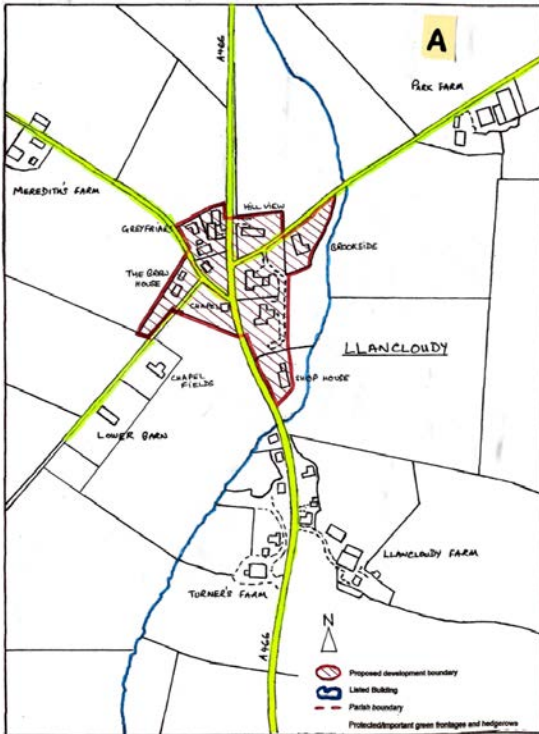 A
A466
PARK FARM
MEREDITH'S FARM
HILL VIEW
GREYFRIARS
BROOKSIDE
THE BREW
HOUSE
CHAPEL
LLANCLOUDY
CHAPEL
FIELDS
SHOP HOUSE
LOWER BARN
LLANCLOUDY FARM
TURNER'S FARM
N
A466
Proposed development boundary
Listed Building
Parish boundary
Protected/important green frontages and hedgerows